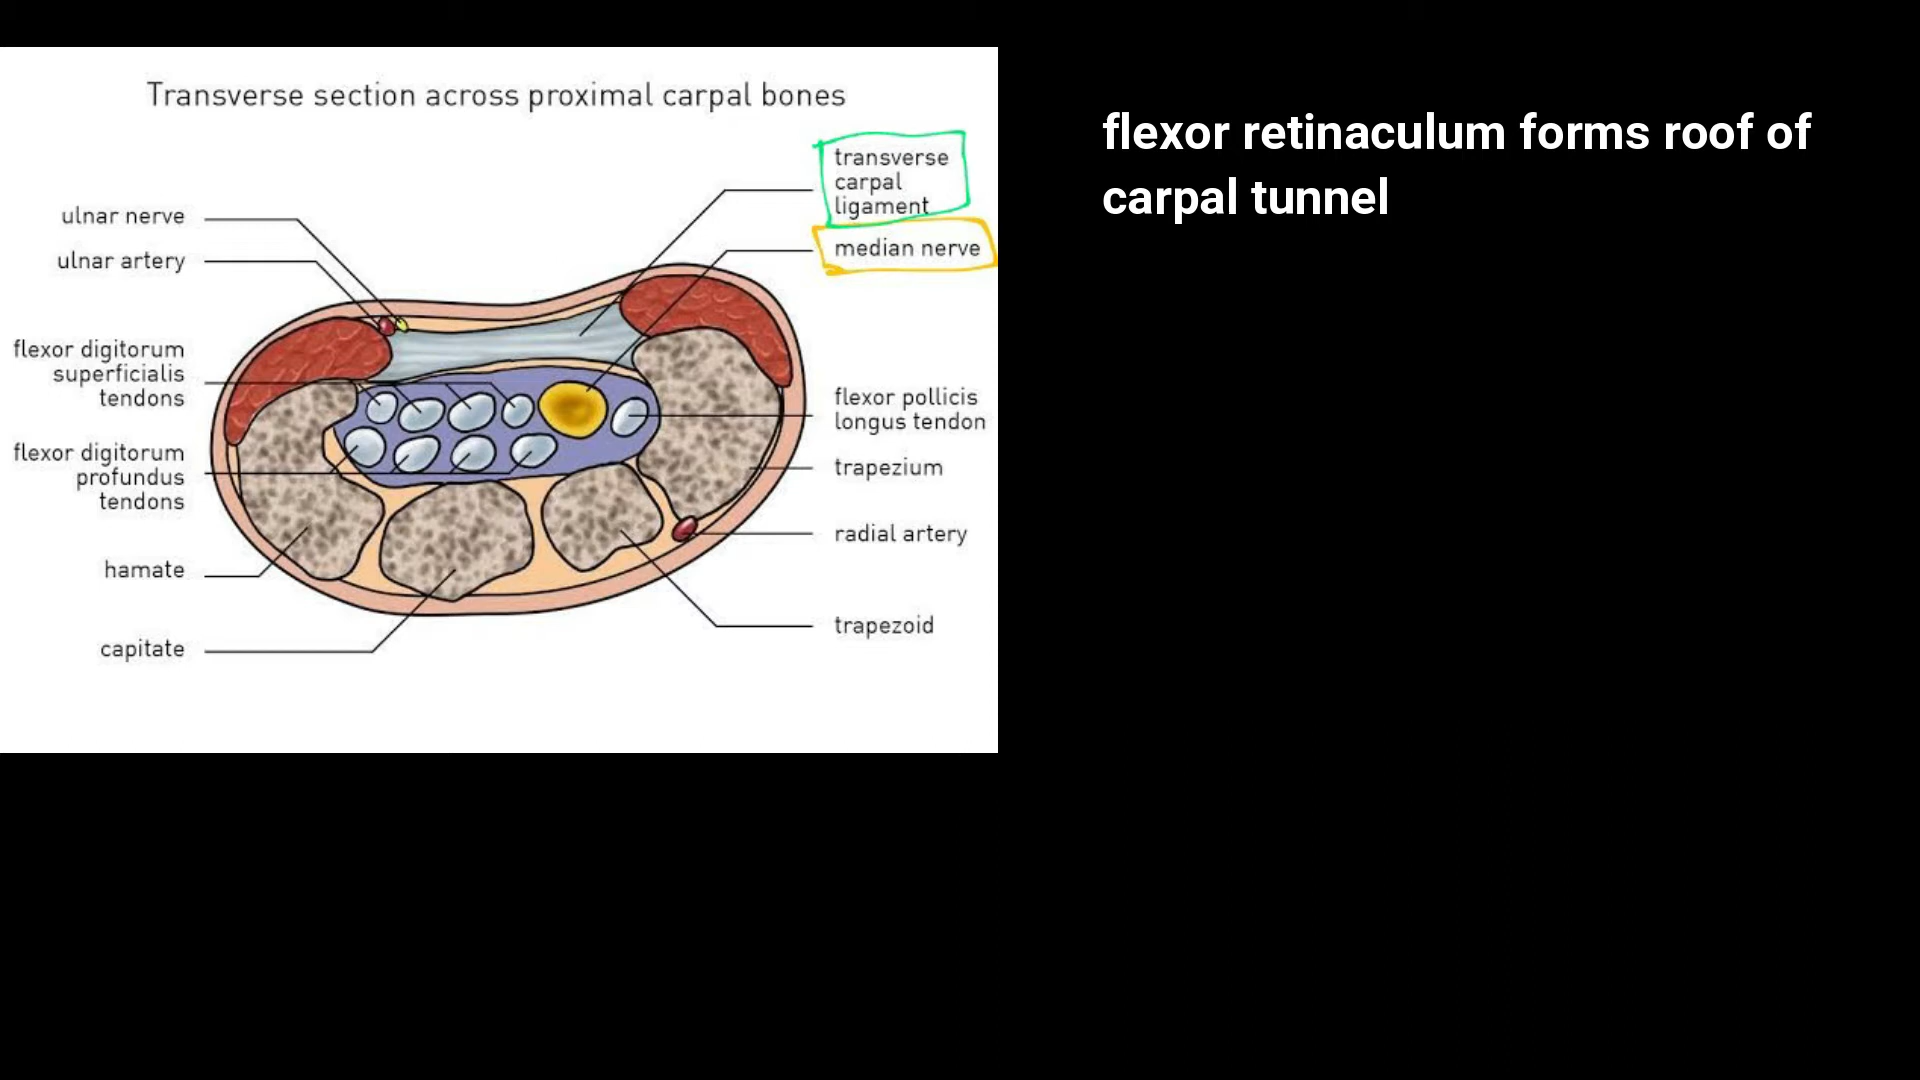 Transverse section across proximal carpal bones
flexor retinaculum forms roof of
carpal tunnel
transverse
carpal
ligament
median nerve
ulnar nerve
ulnar artery
flexor digitorum
superficialis
tendons
flexor digitorum
profundus
tendons
hamate
capitate
flexor pollicis
longus tendon
trapezium
radial artery
trapezoid